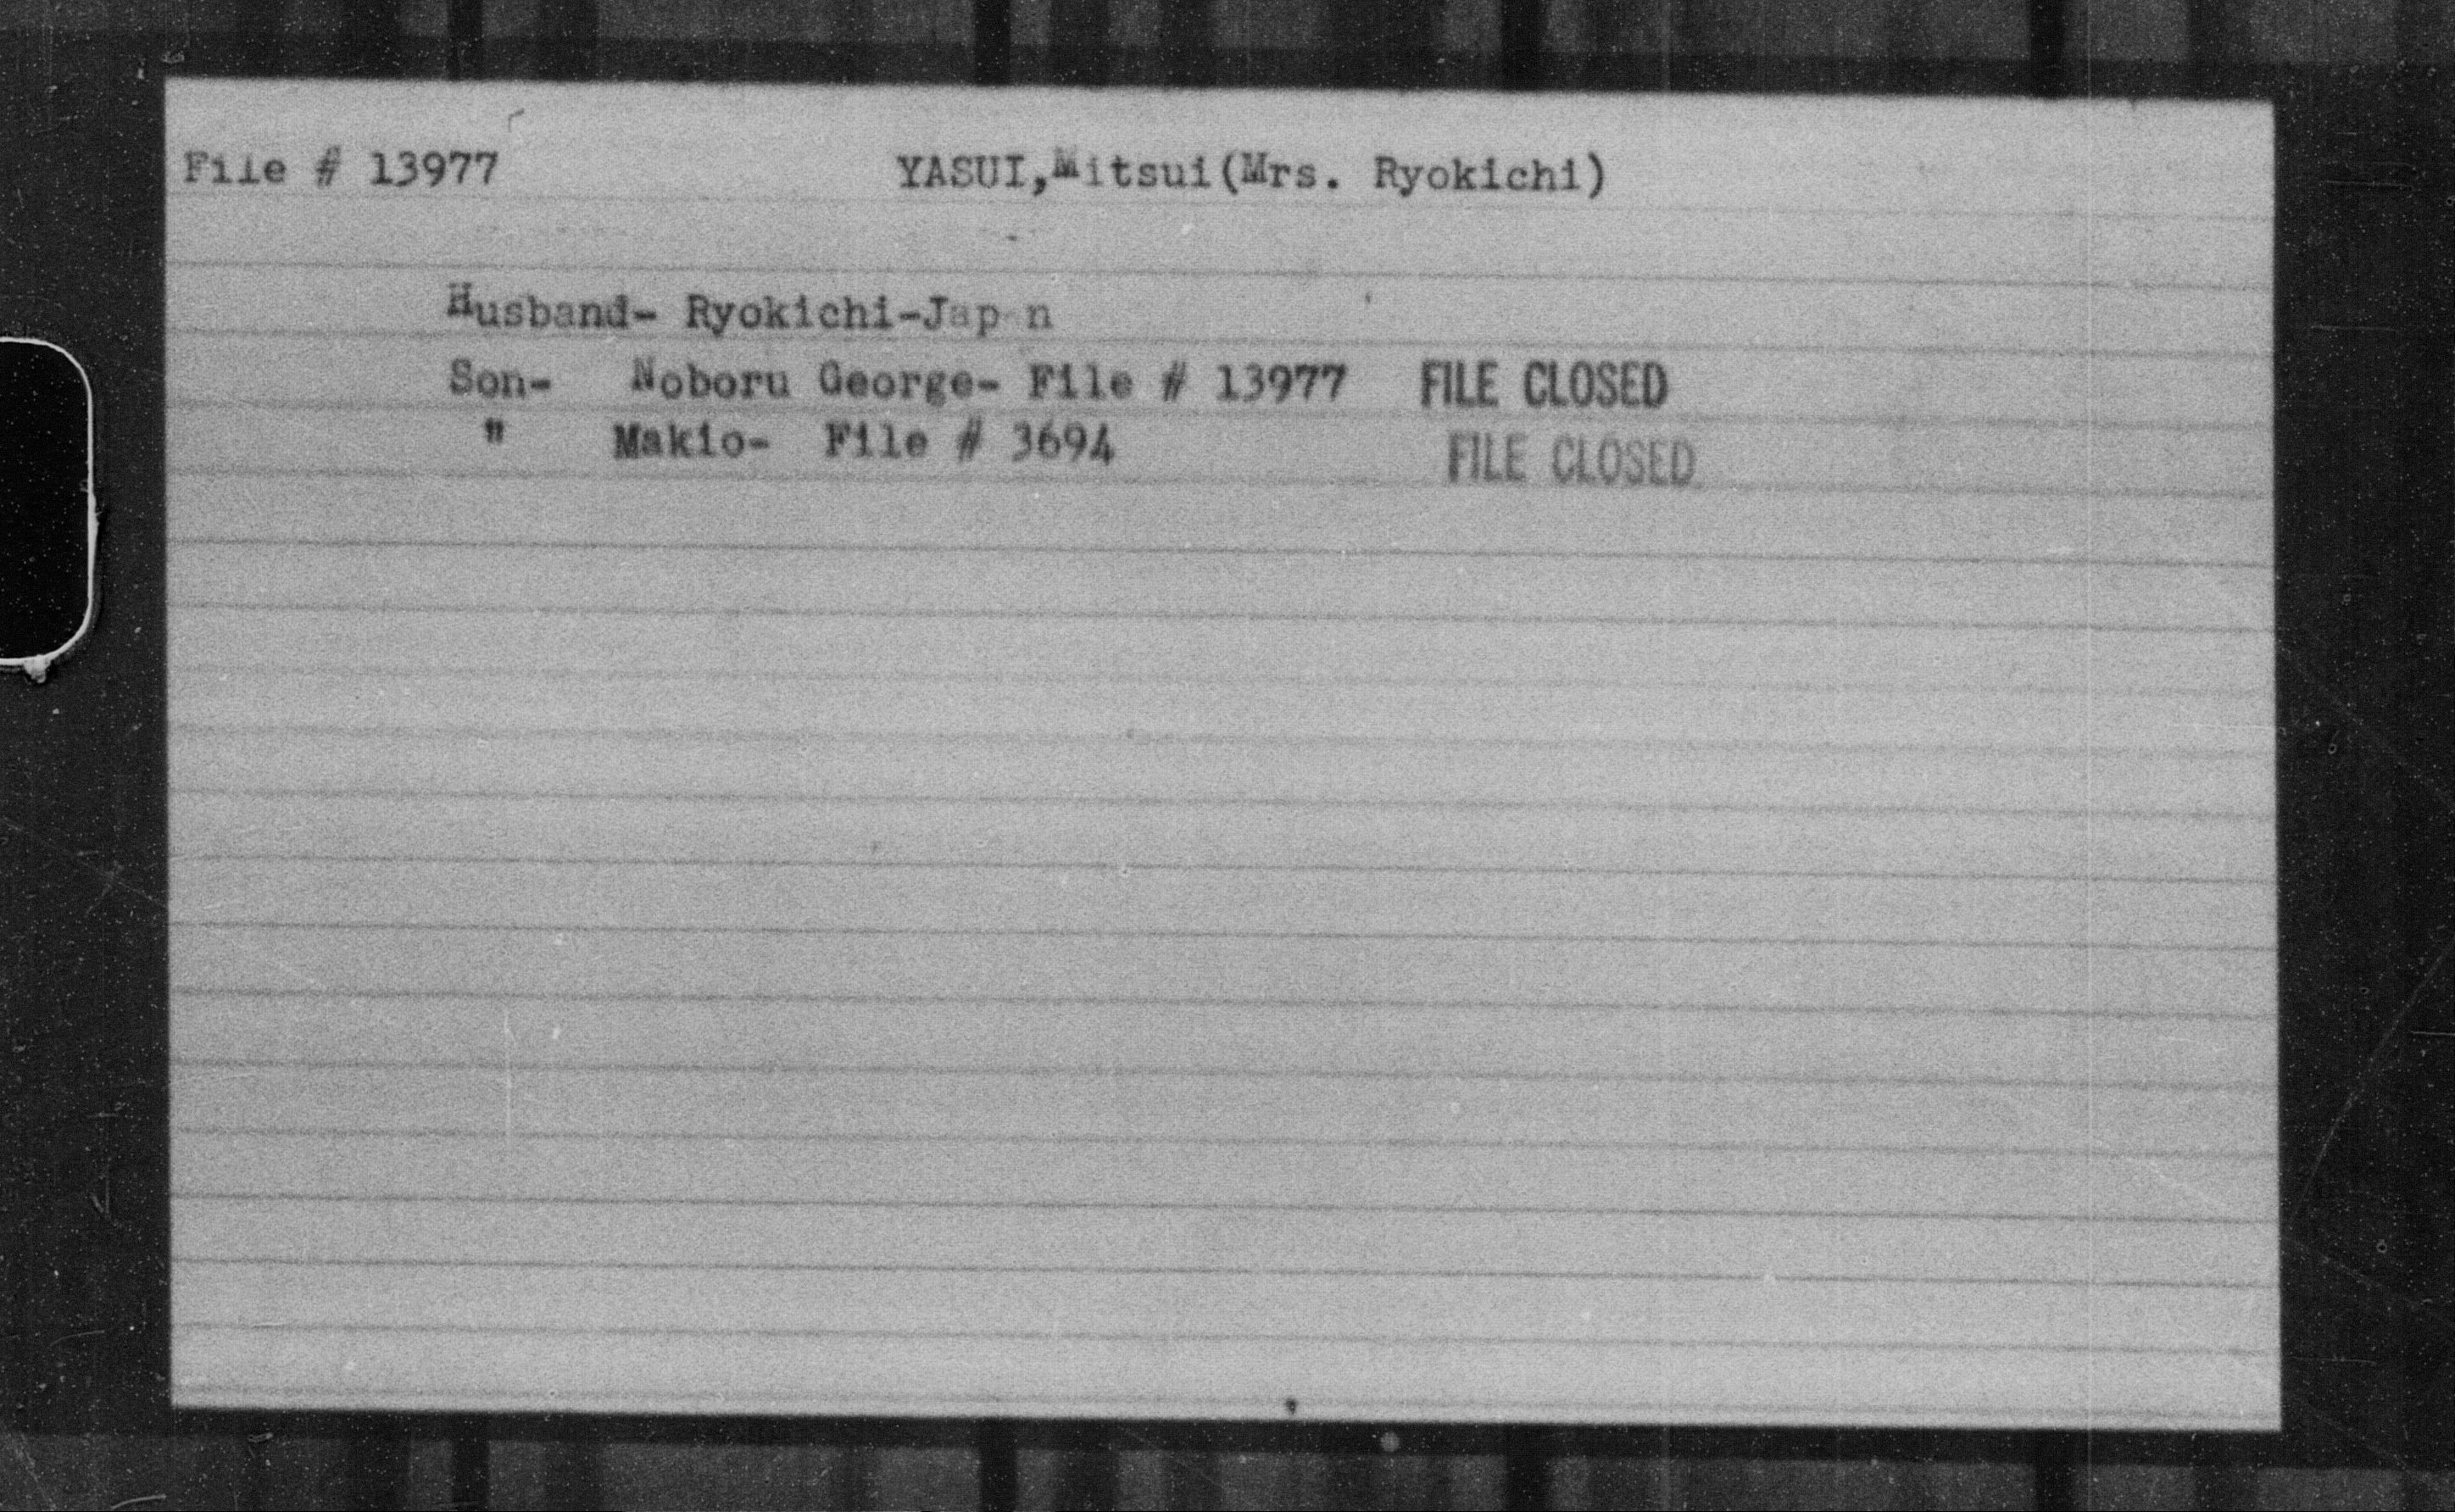 File # 13977 YASUI,Mitsui(Mrs. Ryokichi)
Husband- Ryokichi-Japan
Son- Noboru George- File # 13977 FILE CLOSED
" Makio- File # 3694 FILE CLOSED